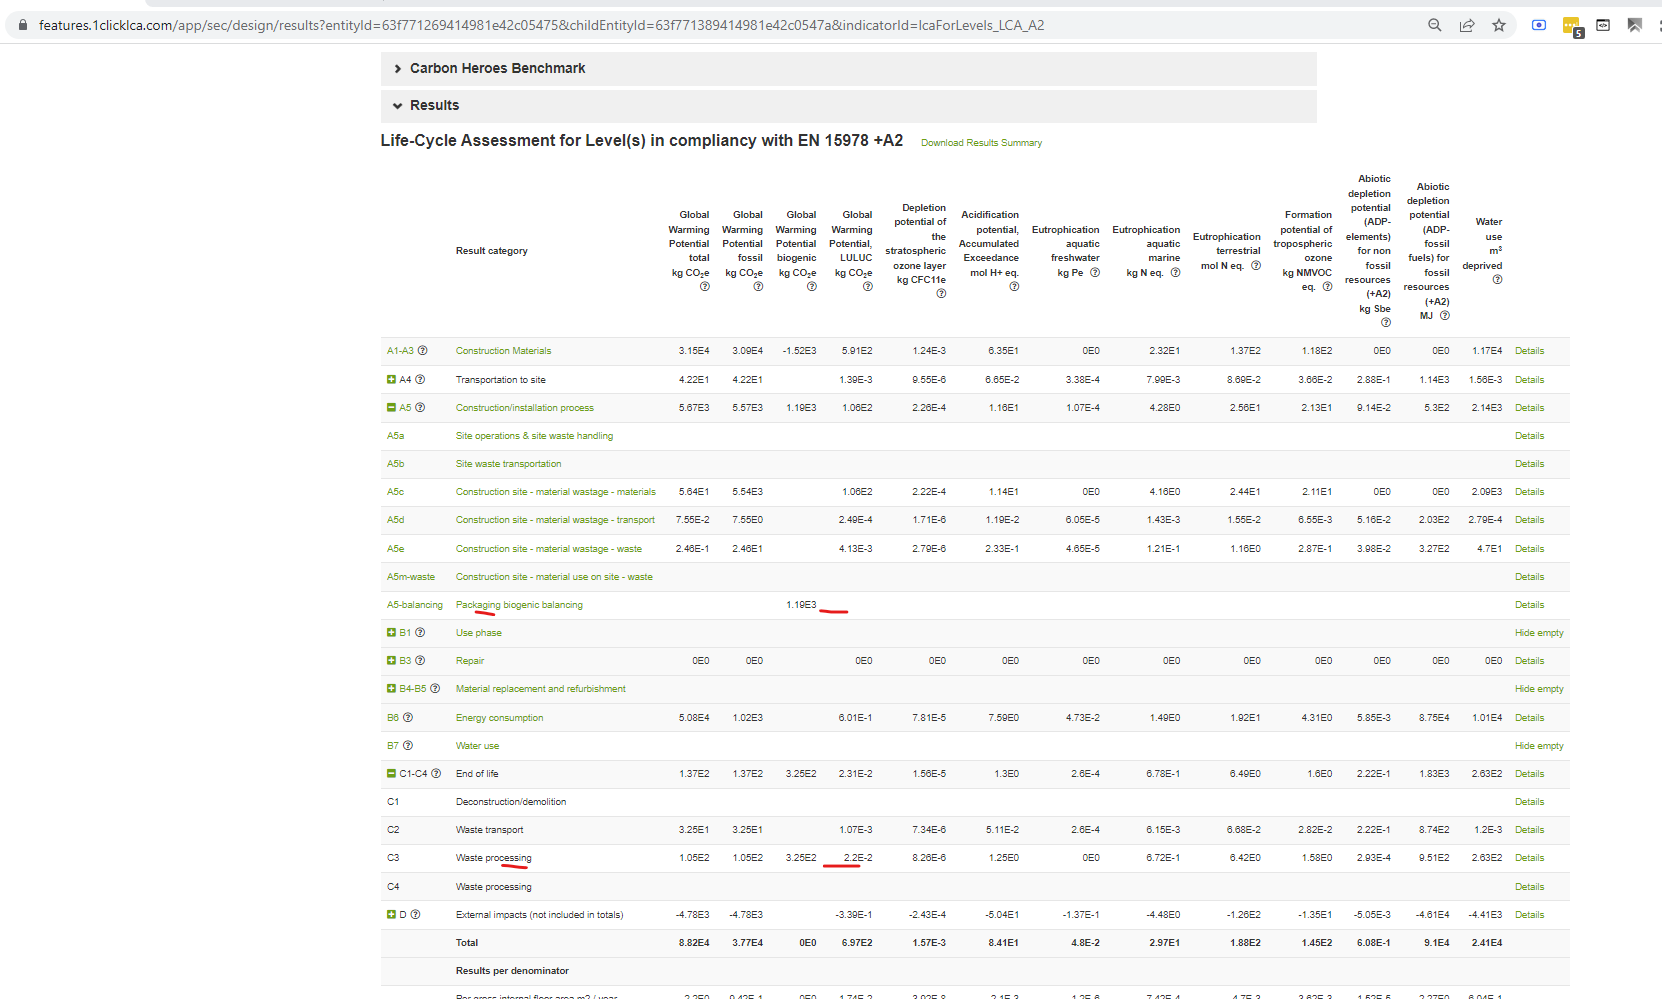 features.1clicklca.com/app/sec/design/results?entityId=63f771269414981e42c05475&childEntityId=63f771389414981e42c0547a&indicatorId=lcaForLevels_LCA_A2
5
Carbon Heroes Benchmark
Results
Life-Cycle Assessment for Level(s) in compliancy with EN 15978 +A2 Download Results Summary
Result category
Global Warming Potential total kg CO₂e
Global Warming Potential fossil kg CO₂e
Global Warming Potential biogenic kg CO₂e
Global Warming Potential, LULUC kg CO₂e
Depletion potential of the stratospheric ozone layer kg CFC11e
Acidification potential, Accumulated Exceedance mol H+ eq.
Eutrophication aquatic freshwater kg Pe
Eutrophication aquatic marine kg N eq.
Eutrophication terrestrial mol N eq.
Formation potential of tropospheric ozone kg NMVOC eq.
Abiotic depletion potential (ADP-elements) for non fossil resources (+A2) kg Sbe
Abiotic depletion potential (ADP-fossil fuels) for fossil resources (+A2) MJ
Water use m³ deprived
A1-A3 Construction Materials 3.15E4 3.09E4 -1.52E3 5.91E2 1.24E-3 6.35E1 0E0 2.32E1 1.37E2 1.18E2 0E0 0E0 1.17E4 Details
A4 Transportation to site 4.22E1 4.22E1 1.39E-3 9.55E-6 6.65E-2 3.38E-4 7.99E-3 8.69E-2 3.66E-2 2.88E-1 1.14E3 1.56E-3 Details
A5 Construction/installation process 5.67E3 5.57E3 1.19E3 1.06E2 2.26E-4 1.16E1 1.07E-4 4.28E0 2.56E1 2.13E1 9.14E-2 5.3E2 2.14E3 Details
A5a Site operations & site waste handling Details
A5b Site waste transportation Details
A5c Construction site - material wastage - materials 5.64E1 5.54E3 1.06E2 2.22E-4 1.14E1 0E0 4.16E0 2.44E1 2.11E1 0E0 0E0 2.09E3 Details
A5d Construction site - material wastage - transport 7.55E-2 7.55E0 2.49E-4 1.71E-6 1.19E-2 6.05E-5 1.43E-3 1.55E-2 6.55E-3 5.16E-2 2.03E2 2.79E-4 Details
A5e Construction site - material wastage - waste 2.46E-1 2.46E1 4.13E-3 2.79E-6 2.33E-1 4.65E-5 1.21E-1 1.16E0 2.87E-1 3.98E-2 3.27E2 4.7E1 Details
A5m-waste Construction site - material use on site - waste Details
A5-balancing Packaging biogenic balancing 1.19E3 Details
B1 Use phase Hide empty
B3 Repair 0E0 0E0 0E0 0E0 0E0 0E0 0E0 0E0 0E0 0E0 0E0 0E0 Details
B4-B5 Material replacement and refurbishment Hide empty
B6 Energy consumption 5.08E4 1.02E3 6.01E-1 7.81E-5 7.59E0 4.73E-2 1.49E0 1.92E1 4.31E0 5.85E-3 8.75E4 1.01E4 Details
B7 Water use Hide empty
C1-C4 End of life 1.37E2 1.37E2 3.25E2 2.31E-2 1.56E-5 1.3E0 2.6E-4 6.78E-1 6.49E0 1.6E0 2.22E-1 1.83E3 2.63E2 Details
C1 Deconstruction/demolition Details
C2 Waste transport 3.25E1 3.25E1 1.07E-3 7.34E-6 5.11E-2 2.6E-4 6.15E-3 6.68E-2 2.82E-2 2.22E-1 8.74E2 1.2E-3 Details
C3 Waste processing 1.05E2 1.05E2 3.25E2 2.2E-2 8.26E-6 1.25E0 0E0 6.72E-1 6.42E0 1.58E0 2.93E-4 9.51E2 2.63E2 Details
C4 Waste processing Details
D External impacts (not included in totals) -4.78E3 -4.78E3 -3.39E-1 -2.43E-4 -5.04E1 -1.37E-1 -4.48E0 -1.26E2 -1.35E1 -5.05E-3 -4.61E4 -4.41E3 Details
Total 8.82E4 3.77E4 0E0 6.97E2 1.57E-3 8.41E1 4.8E-2 2.97E1 1.88E2 1.45E2 6.08E-1 9.1E4 2.41E4
Results per denominator